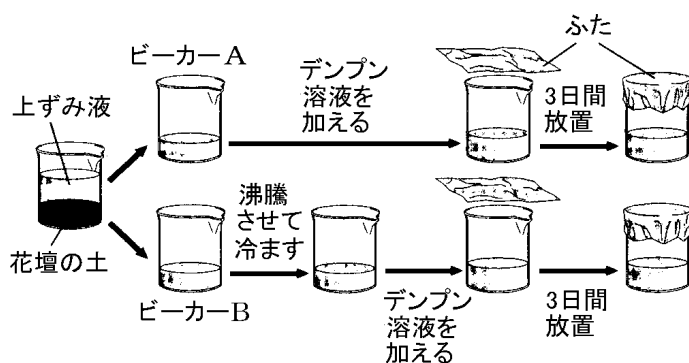 ふた
ビーカーA
デンプン
溶液を
加える
3日間
放置
上ずみ液
沸騰
させて
冷ます
花壇の土
ビーカーB
デンプン
溶液を
加える
3日間
放置